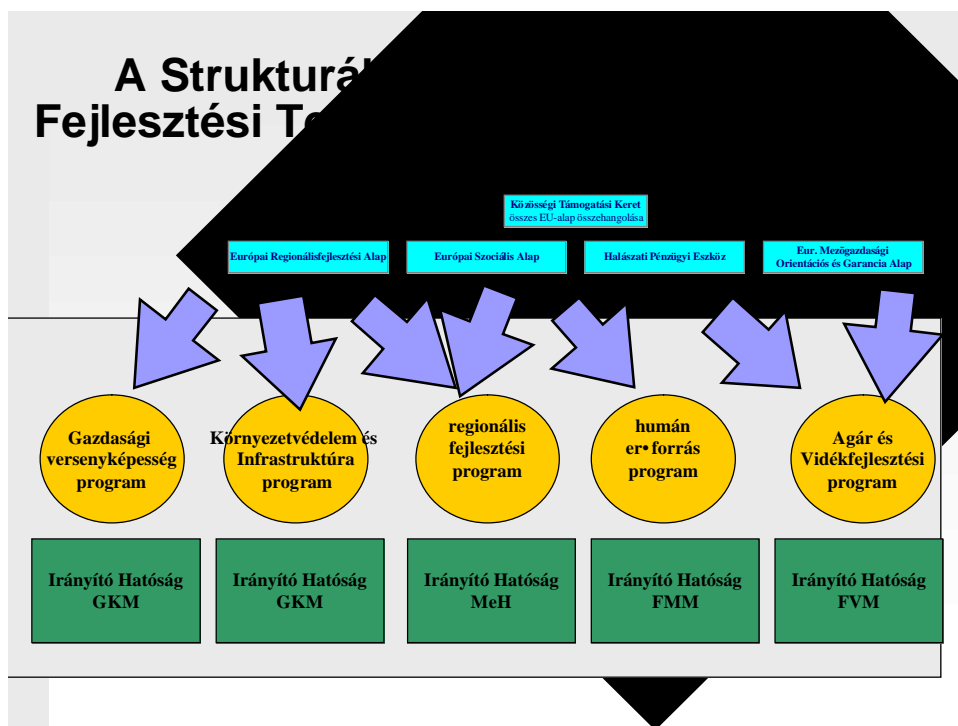 A Strukturál
Fejlesztési Te
Közösségi Támogatási Keret
összes EU-alap összehangolása
Európai Regionálisfejlesztési Alap
Európai Szociális Alap
Halászati Pénzügyi Eszköz
Eur. Mezőgazdasági
Orientációs és Garancia Alap
Gazdasági
versenyképesség
program
Környezetvédelem és
Infrastruktúra
program
regionális
fejlesztési
program
humán
er•forrás
program
Agár és
Vidékfejlesztési
program
Irányító Hatóság
GKM
Irányító Hatóság
GKM
Irányító Hatóság
MeH
Irányító Hatóság
FMM
Irányító Hatóság
FVM